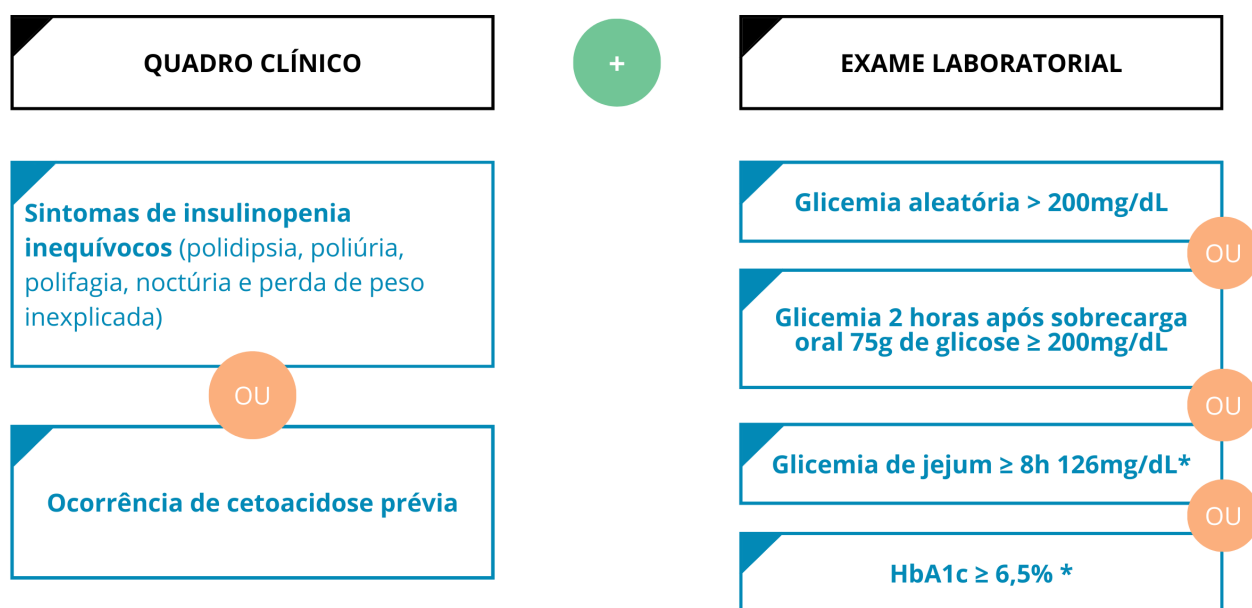 QUADRO CLÍNICO
+
EXAME LABORATORIAL
Sintomas de insulinopenia
inequívocos (polidipsia, poliúria,
polifagia, noctúria e perda de peso
inexplicada)
OU
Ocorrência de cetoacidose prévia
Glicemia aleatória > 200mg/dL
OU
Glicemia 2 horas após sobrecarga
oral 75g de glicose ≥ 200mg/dL
OU
Glicemia de jejum ≥ 8h 126mg/dL*
OU
HbA1c ≥ 6,5% *